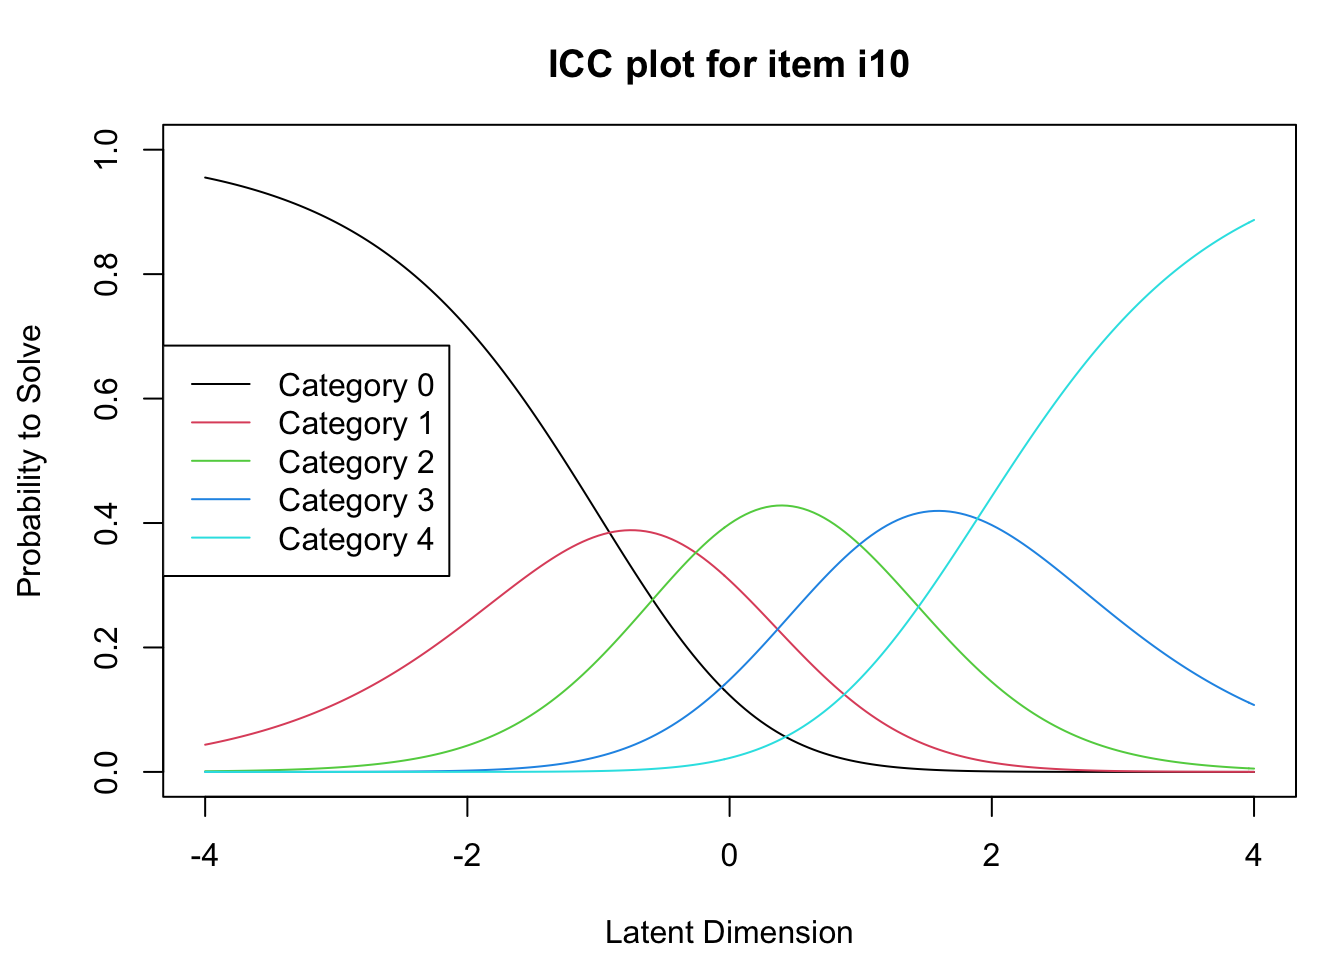 ICC plot for item i10
Probability to Solve
1.0
0.8
0.6
0.4
0.2
0.0
Category 0
Category 1
Category 2
Category 3
Category 4
-4
-2
0
2
4
Latent Dimension